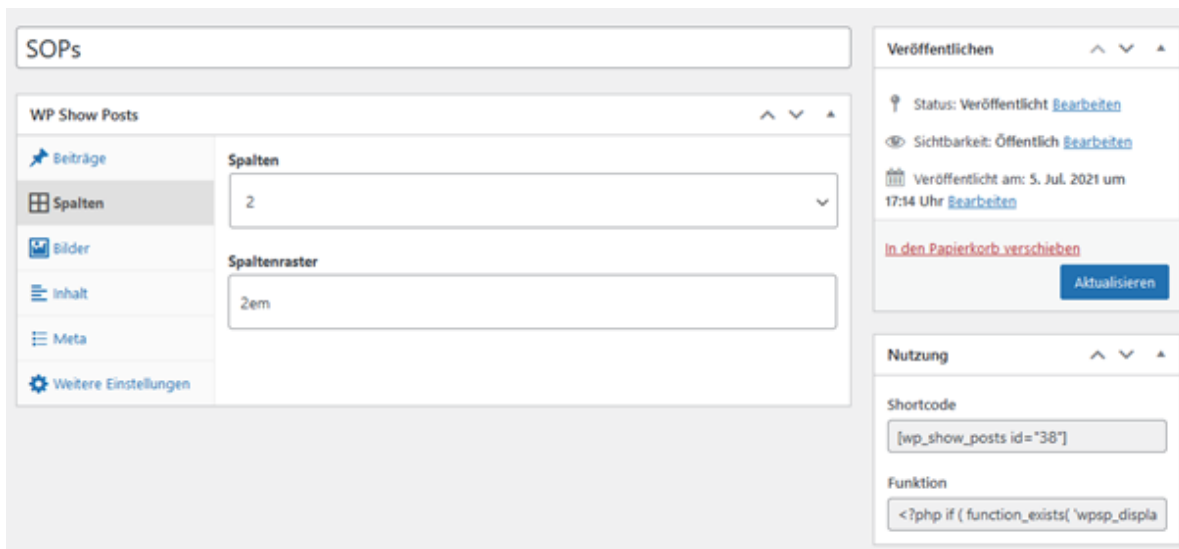 SOPs
WP Show Posts
Beiträge
Spalten
Bilder
Inhalt
Meta
Weitere Einstellungen
Spalten
2
Spaltenraster
2em
Veröffentlichen
Status: Veröffentlicht Bearbeiten
Sichtbarkeit: Öffentlich Bearbeiten
Veröffentlicht am: 5. Jul. 2021 um
17:14 Uhr Bearbeiten
In den Papierkorb verschieben
Aktualisieren
Nutzung
Shortcode
[wp_show_posts id="38"]
Funktion
<?php if ( function_exists( 'wpsp_displa